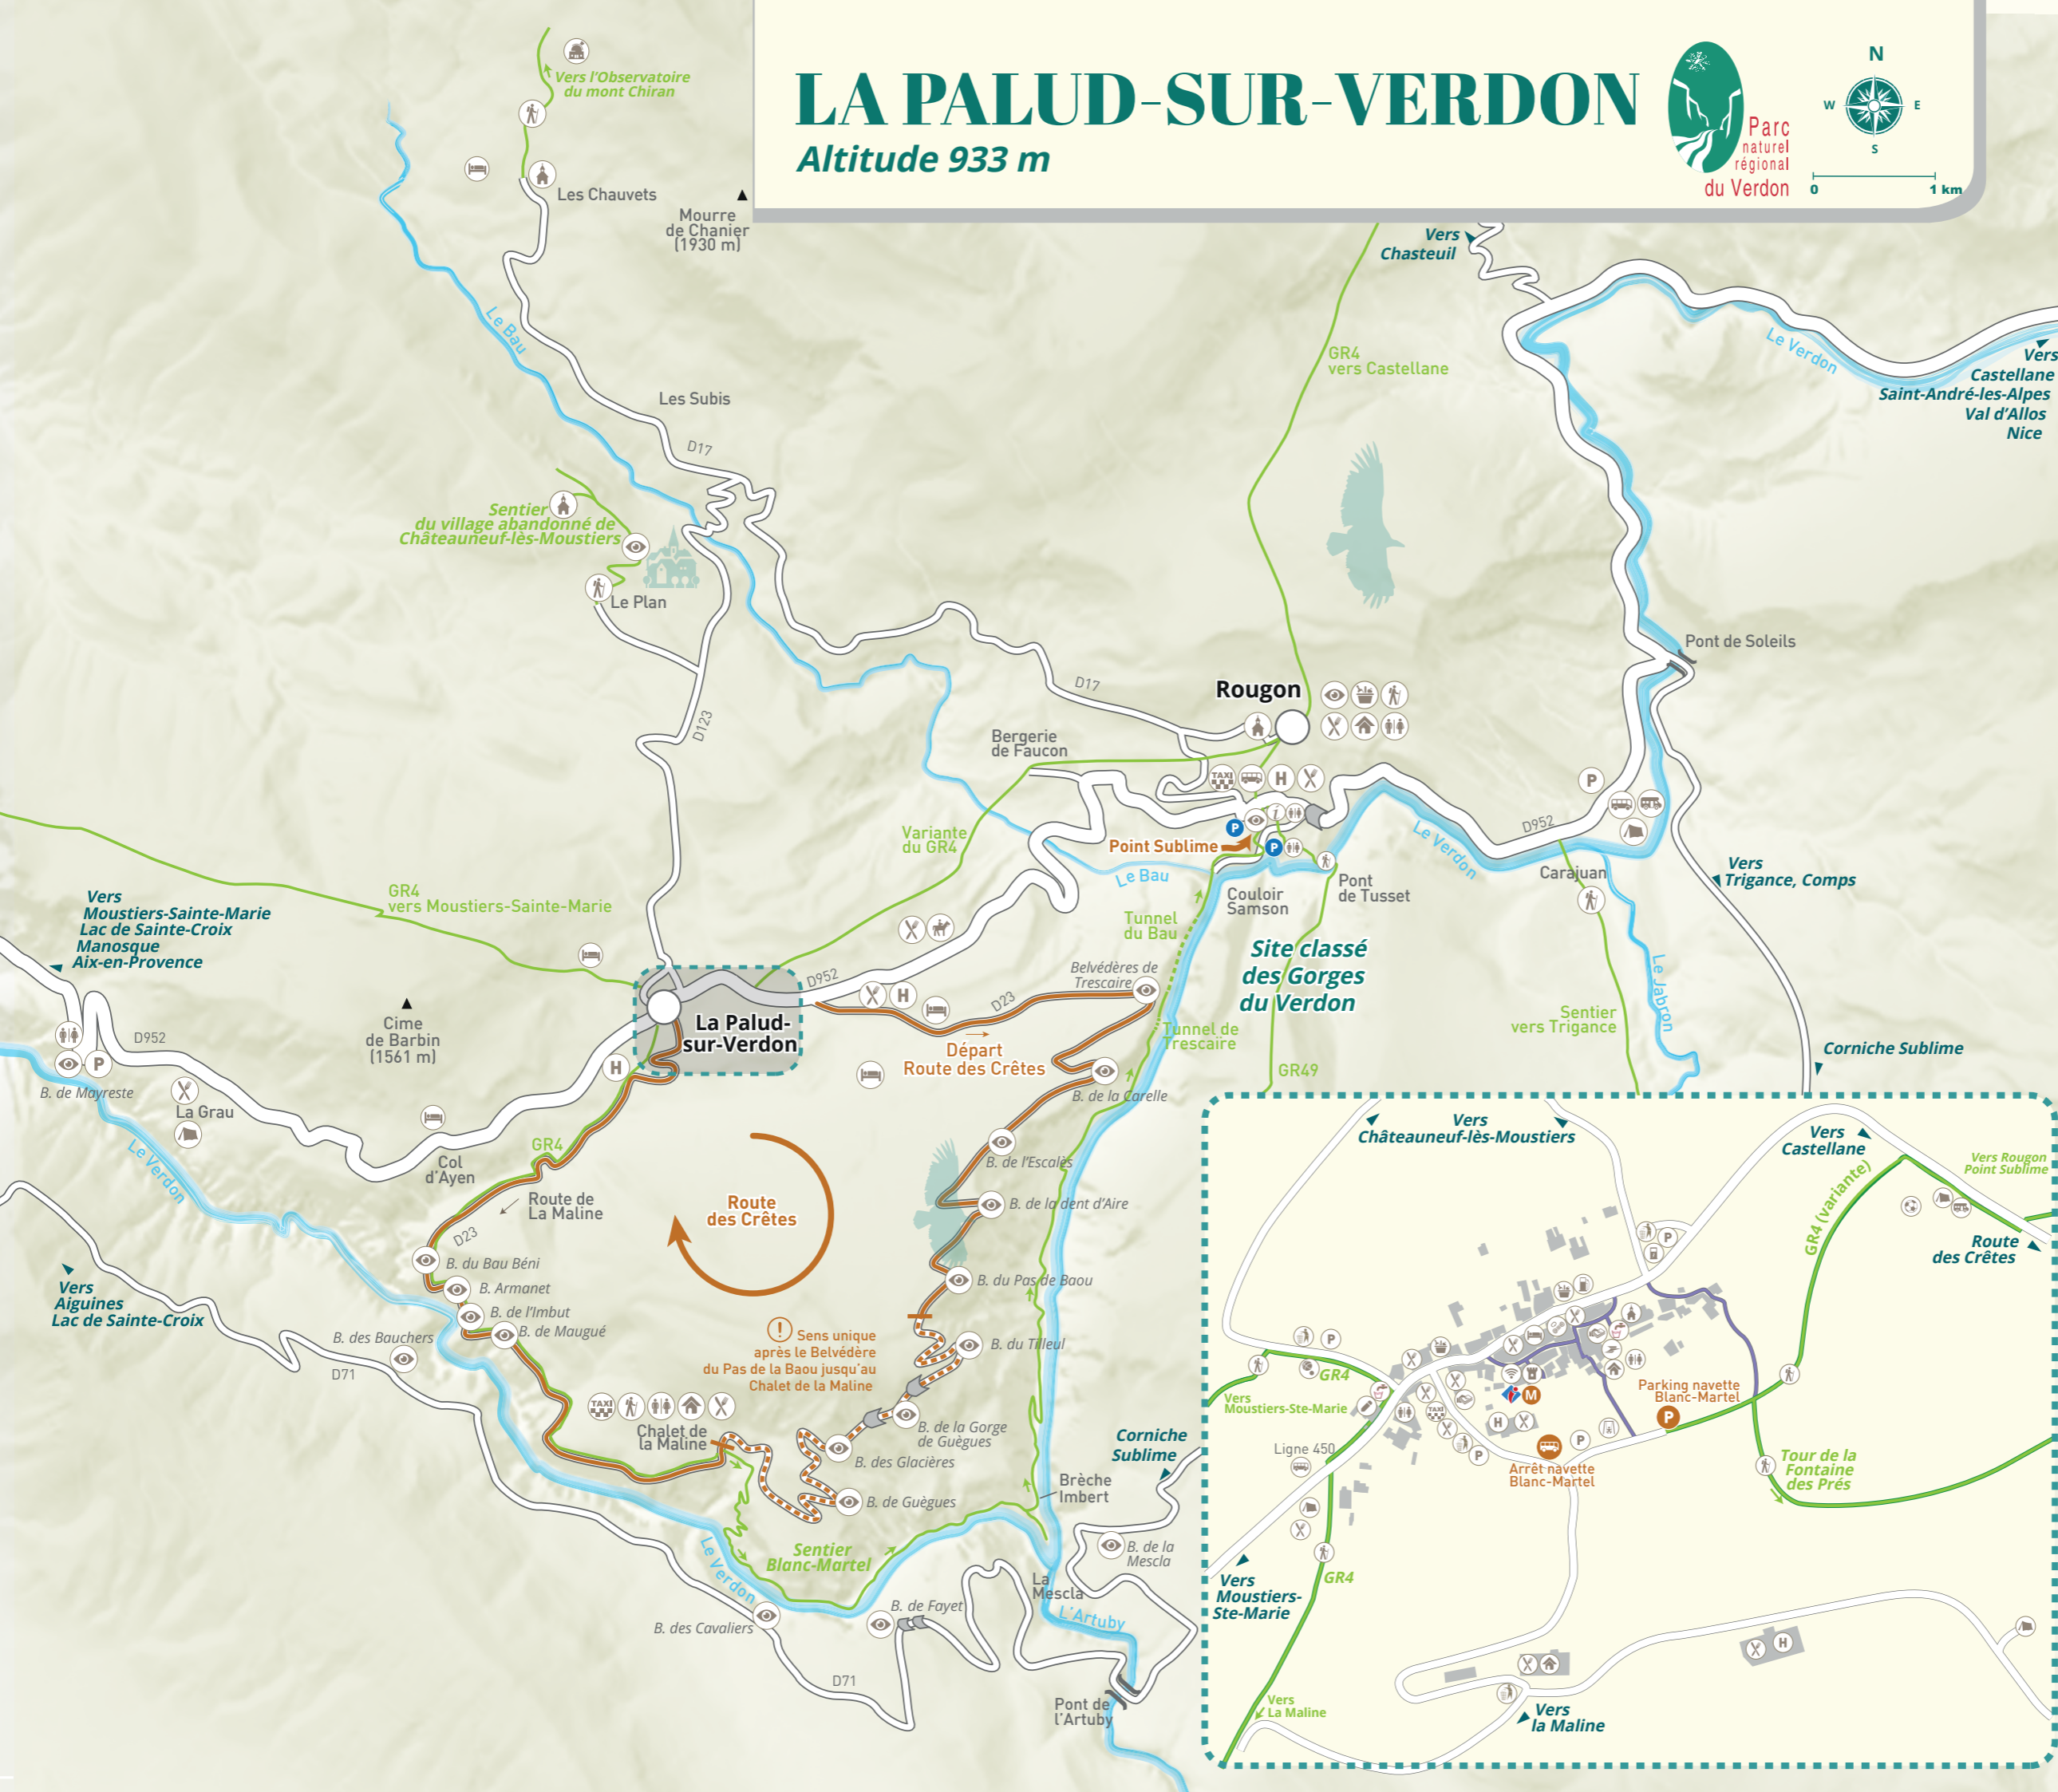 LA PALUD-SUR-VERDON
Altitude 933 m
Parc
naturel
régional
du Verdon
N
W
E
S
0
1 km
Vers l'Observatoire
du mont Chiran
Les Chauvets
Mourre
de Chanier
(1930 m)
Le Bau
Les Subis
D17
Sentier
du village abandonné de
Châteauneuf-lès-Moustiers
Le Plan
D123
Vers
Chasteuil
GR4
vers Castellane
Le Verdon
Vers
Castellane
Saint-André-les-Alpes
Val d'Allos
Nice
Pont de Soleils
D17
Rougon
Bergerie
de Faucon
TAXI
H
P
i
P
P
Point Sublime
Variante
du GR4
Le Bau
Couloir
Samson
Pont
de Tusset
Le Verdon
D952
Carajuan
Vers
Trigance, Comps
Le Jabron
Sentier
vers Trigance
Corniche Sublime
Tunnel
du Bau
Site classé
des Gorges
du Verdon
Tunnel de
Trescaïre
GR49
GR4
vers Moustiers-Sainte-Marie
Vers
Moustiers-Sainte-Marie
Lac de Sainte-Croix
Manosque
Aix-en-Provence
Cime
de Barbin
(1561 m)
D952
P
B. de Mayreste
La Grau
Le Verdon
Col
d'Ayen
La Palud-
sur-Verdon
H
D952
H
D23
Belvédères de
Trescaire
Départ
Route des Crêtes
B. de la Carelle
B. de l'Escalès
B. de la dent d'Aire
B. du Pas de Baou
B. du Tilleul
B. de la Gorge
de Guègues
B. des Glacières
B. de Guègues
Route
des Crêtes
! Sens unique
après le Belvédère
du Pas de la Baou jusqu'au
Chalet de la Maline
GR4
Route de
La Maline
D23
B. du Bau Béni
B. Armanet
B. de l'Imbut
B. de Maugué
B. des Bauchers
D71
Vers
Aiguines
Lac de Sainte-Croix
TAXI
Chalet de
la Maline
Sentier
Blanc-Martel
Le Verdon
B. des Cavaliers
B. de Fayet
D71
Brèche
Imbert
Corniche
Sublime
B. de la
Mescla
La
Mescla
L'Artuby
Pont de
l'Artuby
Vers
Châteauneuf-lès-Moustiers
Vers
Castellane
Vers Rougon
Point Sublime
GR4 (variante)
Route
des Crêtes
P
P
GR4
Vers
Moustiers-Ste-Marie
Ligne 450
TAXI
M
H
P
P
Parking navette
Blanc-Martel
P
Arrêt navette
Blanc-Martel
Tour de la
Fontaine
des Prés
GR4
Vers
Moustiers-
Ste-Marie
Vers
La Maline
Vers
la Maline
H